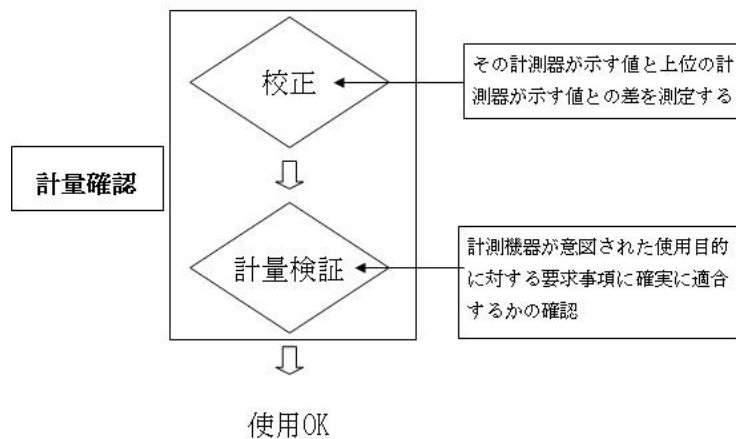 校正
その計測器が示す値と上位の計
測器が示す値との差を測定する
計量確認
計量検証
計測機器が意図された使用目的
に対する要求事項に確実に適合
するかの確認
使用OK